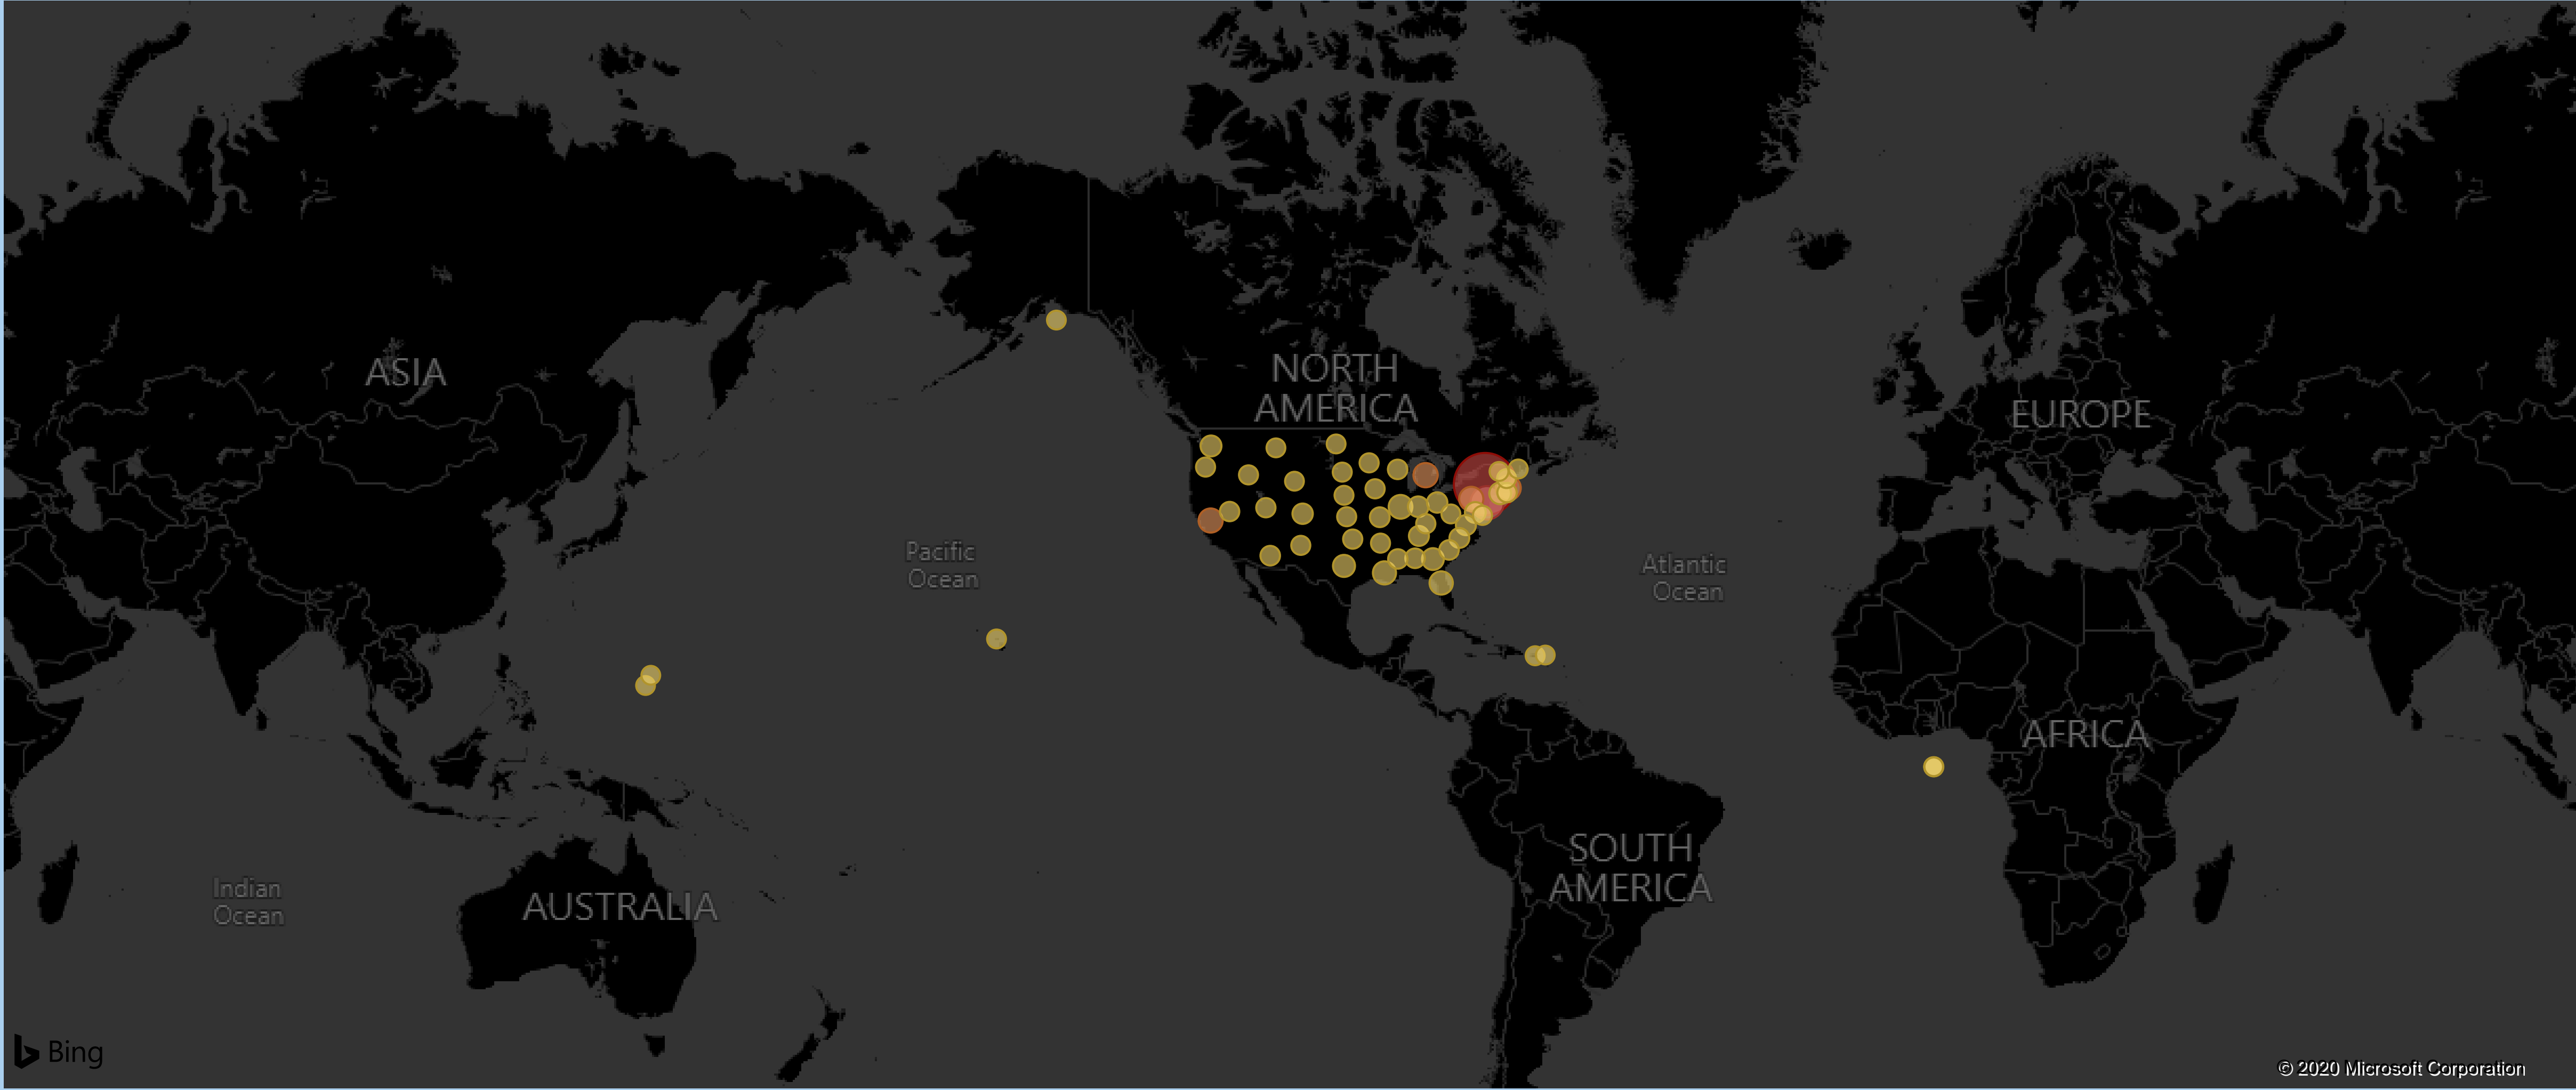 NORTH
AMERICA
ASIA
EUROPE
Pacific
Ocean
Atlantic
Ocean
AFRICA
SOUTH
AMERICA
Indian
Ocean
AUSTRALIA
Bing
© 2020 Microsoft Corporation